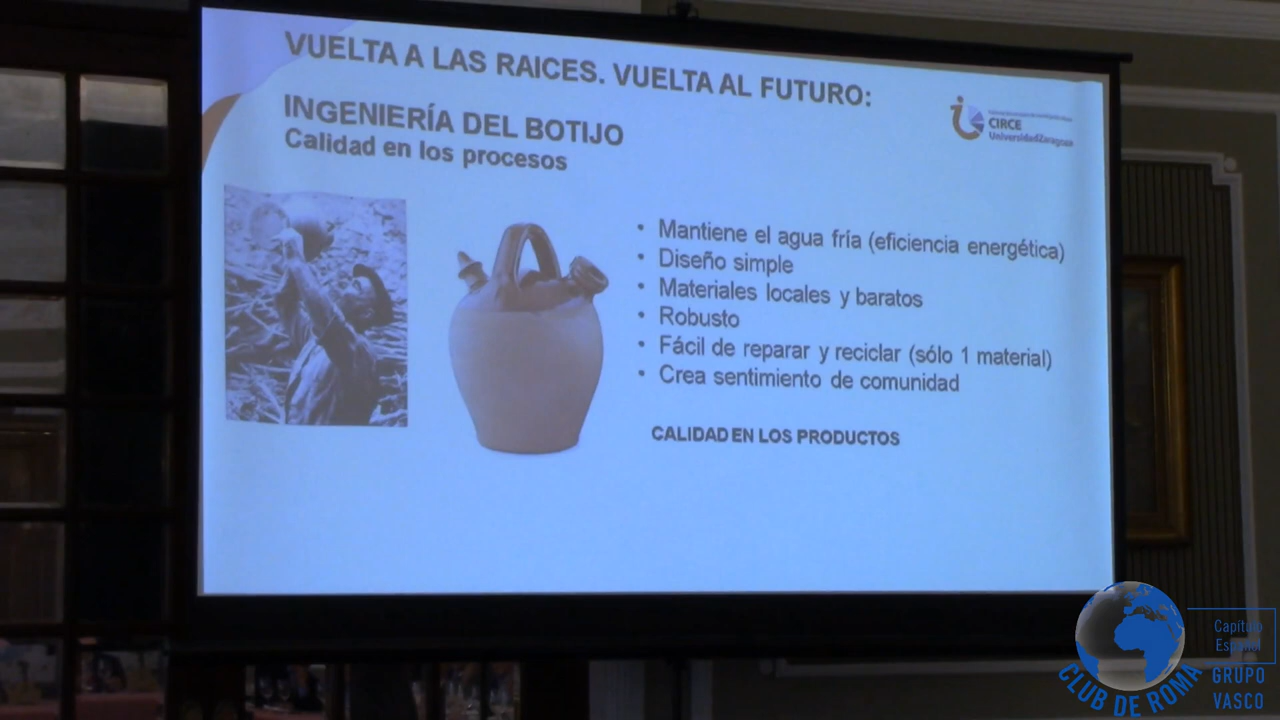 VUELTA A LAS RAICES. VUELTA AL FUTURO:
INGENIERÍA DEL BOTIJO
Calidad en los procesos
CIRCE
UniversidadZaragoza
• Mantiene el agua fría (eficiencia energética)
• Diseño simple
• Materiales locales y baratos
• Robusto
• Fácil de reparar y reciclar (sólo 1 material)
• Crea sentimiento de comunidad
CALIDAD EN LOS PRODUCTOS
Capítulo
Español
CLUB DE ROMA
GRUPO
VASCO